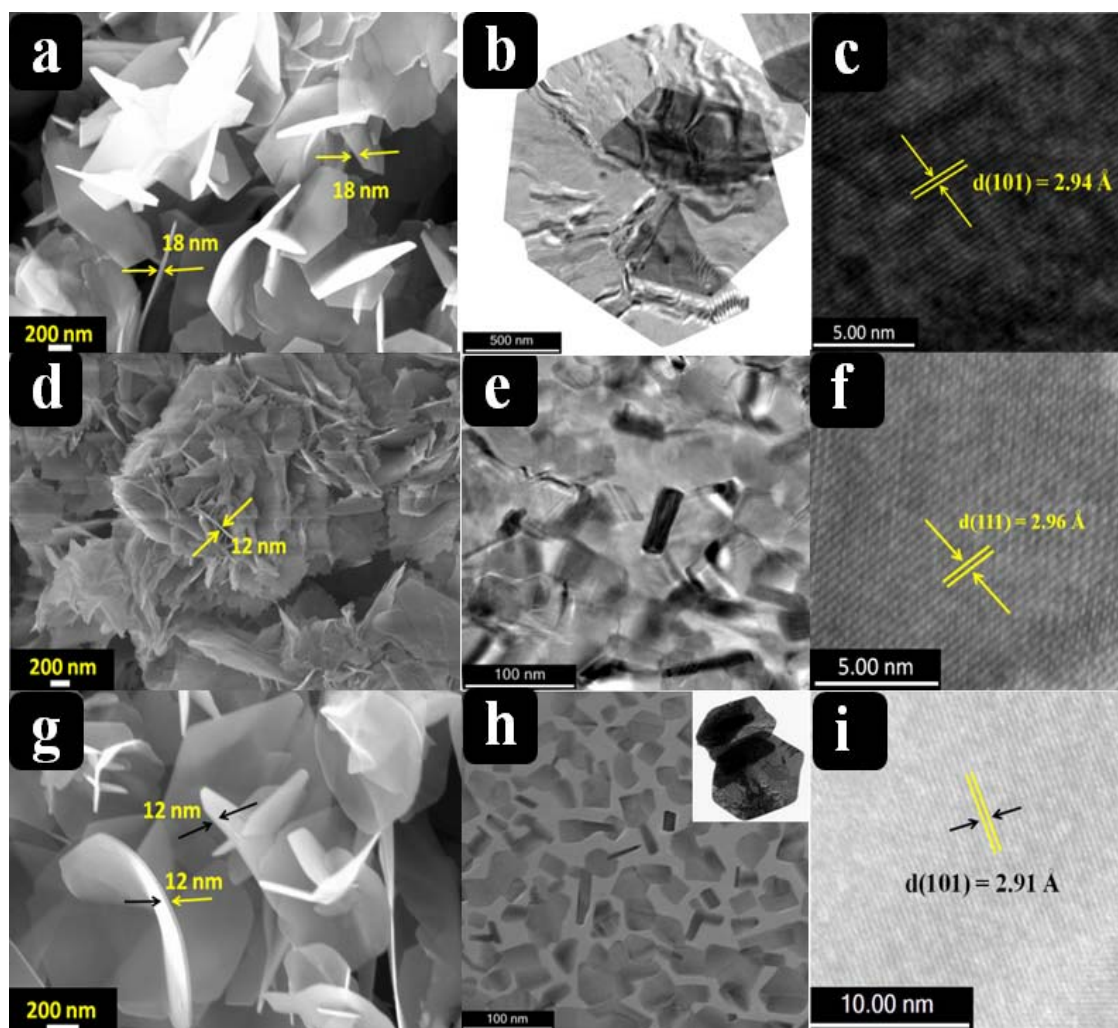 a
18 nm
18 nm
200 nm
b
500 nm
c
d(101) = 2.94 Å
5.00 nm
d
12 nm
200 nm
e
100 nm
f
d(111) = 2.96 Å
5.00 nm
g
12 nm
12 nm
200 nm
h
100 nm
i
d(101) = 2.91 Å
10.00 nm